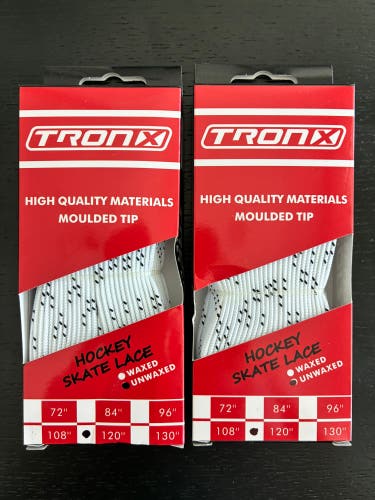 TRONX
HIGH QUALITY MATERIALS
MOULDED TIP
HOCKEY
SKATE LACE
WAXED
UNWAXED
72" 84" 96"
108" 120" 130"
TRONX
HIGH QUALITY MATERIALS
MOULDED TIP
HOCKEY
SKATE LACE
WAXED
UNWAXED
72" 84" 96"
108" 120" 130"